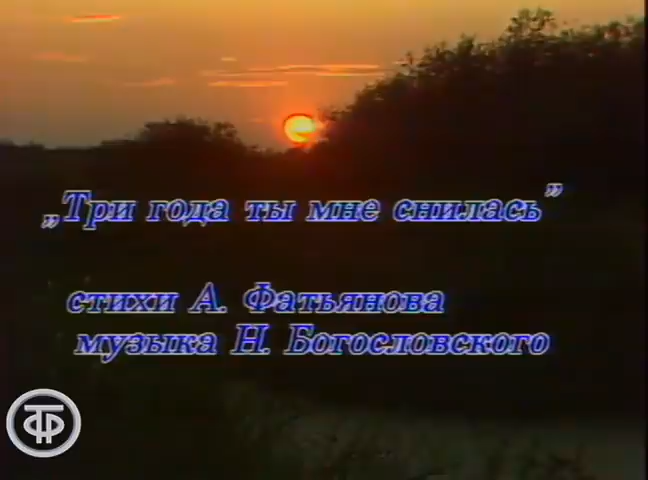 „Три года ты мне снилась”
стихи А. Фатьянова
музыка Н. Богословского